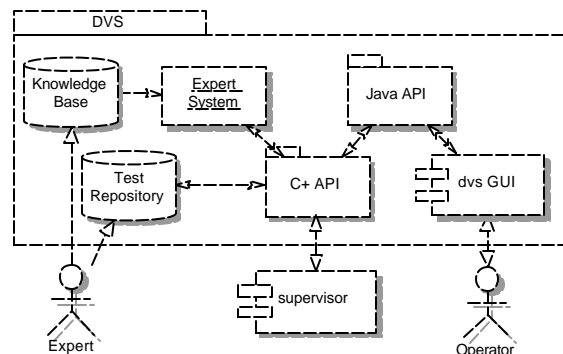 DVS
Knowledge
Base
Expert
System
Java API
Test
Repository
C+ API
dvs GUI
supervisor
Expert
Operator